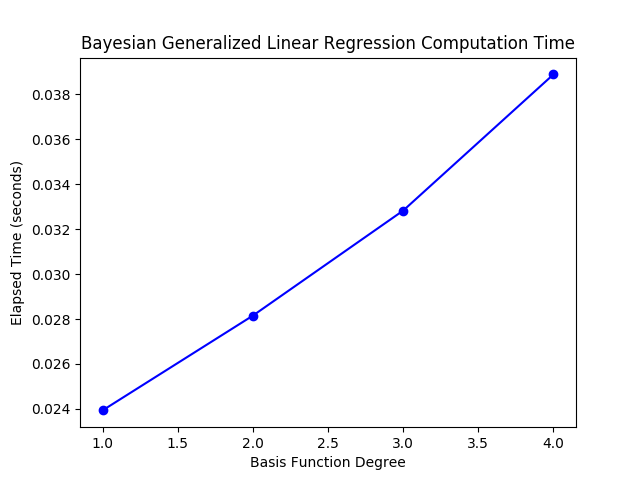 Bayesian Generalized Linear Regression Computation Time
0.038
0.036
0.034
0.032
0.030
0.028
0.026
0.024
Elapsed Time (seconds)
1.0 1.5 2.0 2.5 3.0 3.5 4.0
Basis Function Degree